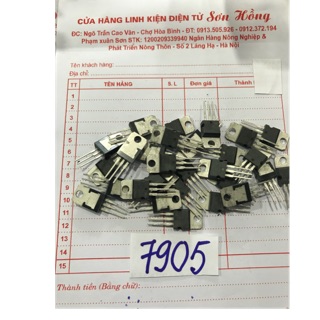 CỬA HÀNG LINH KIỆN ĐIỆN TỬ Sơn Hồng
ĐC: Ngõ Trần Cao Vân - Chợ Hòa Bình - ĐT: 0913.505.926 - 0912.372.194
Phạm xuân Sơn STK: 1200209339940 Ngân Hàng Nông Nghiệp &
Phát Triển Nông Thôn - Số 2 Láng Hạ - Hà Nội
Tên khách hàng:
Địa chỉ:
TT TÊN HÀNG S.L Đơn giá Thành
1
2
3
4
5
6
7
8
9
10
11
12
13
14
15
7905
Thành tiền (Bằng chữ):